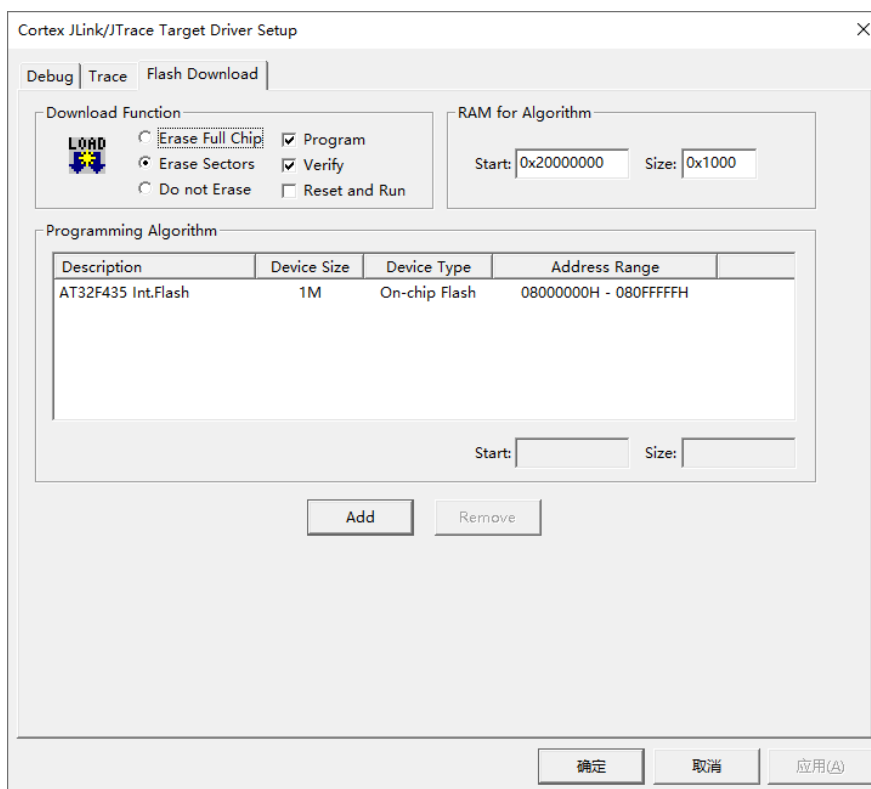 Cortex JLink/JTrace Target Driver Setup
Debug Trace Flash Download
Download Function
LOAD
Erase Full Chip
Erase Sectors
Do not Erase
Program
Verify
Reset and Run
RAM for Algorithm
Start: 0x20000000 Size: 0x1000
Programming Algorithm
Description Device Size Device Type Address Range
AT32F435 Int.Flash 1M On-chip Flash 08000000H - 080FFFFFH
Start: Size:
Add Remove
确定 取消 应用(A)